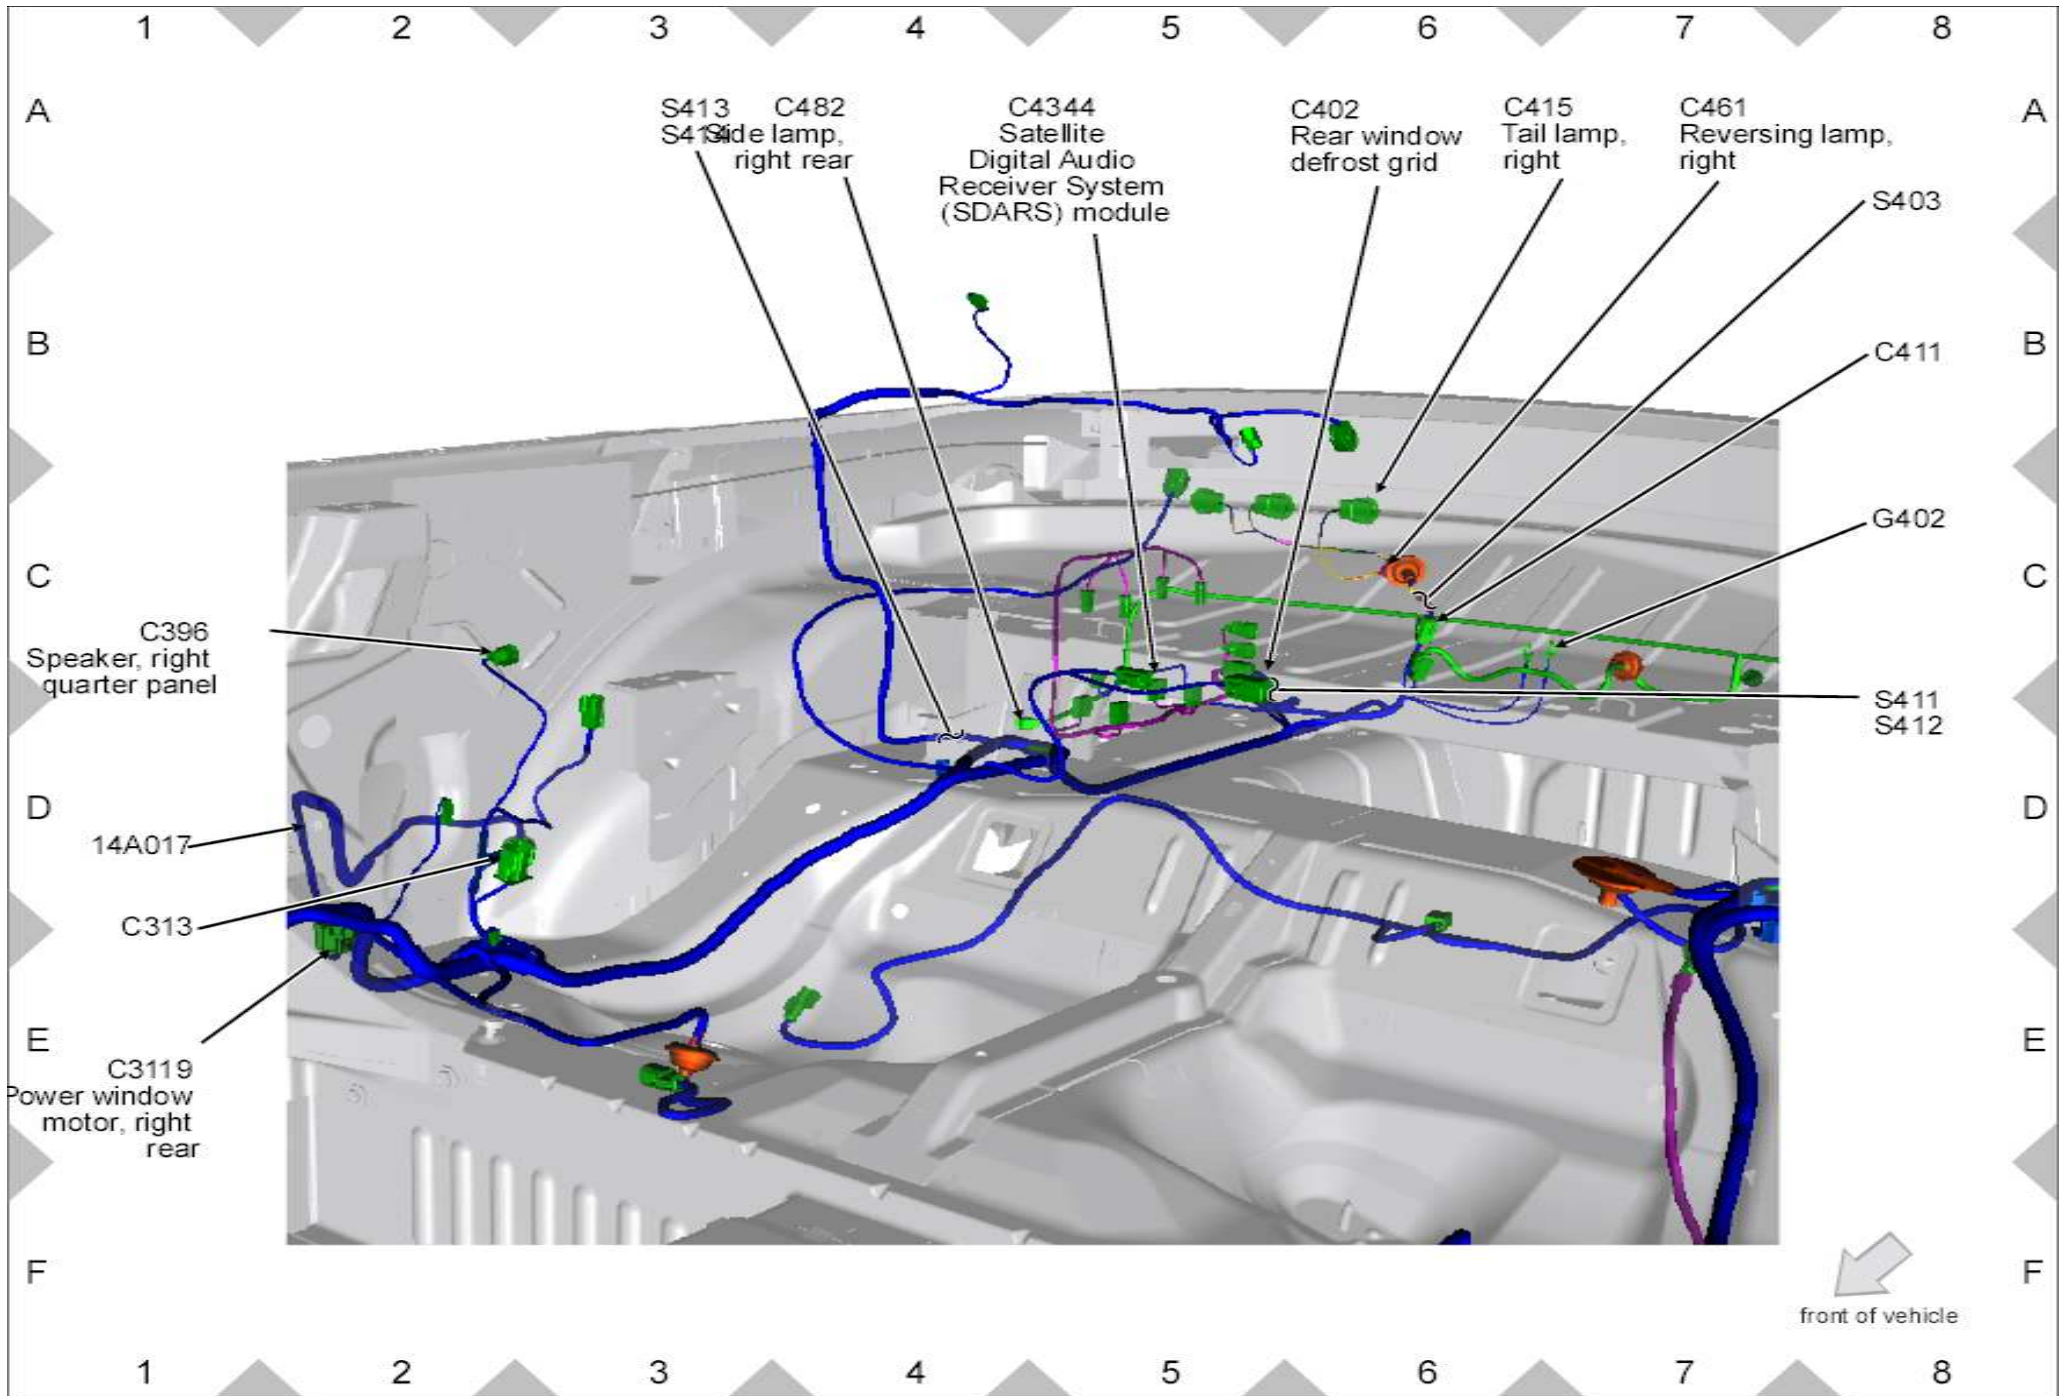 1 2 3 4 5 6 7 8
A A
S413 C482 C4344 C402 C415 C461
S414 Side lamp, Satellite Rear window Tail lamp, Reversing lamp,
right rear Digital Audio defrost grid right right
Receiver System
(SDARS) module
S403
B B
C411
G402
C C
C396
Speaker, right
quarter panel
S411
S412
D D
14A017
C313
E E
C3119
Power window
motor, right
rear
F F
front of vehicle
1 2 3 4 5 6 7 8